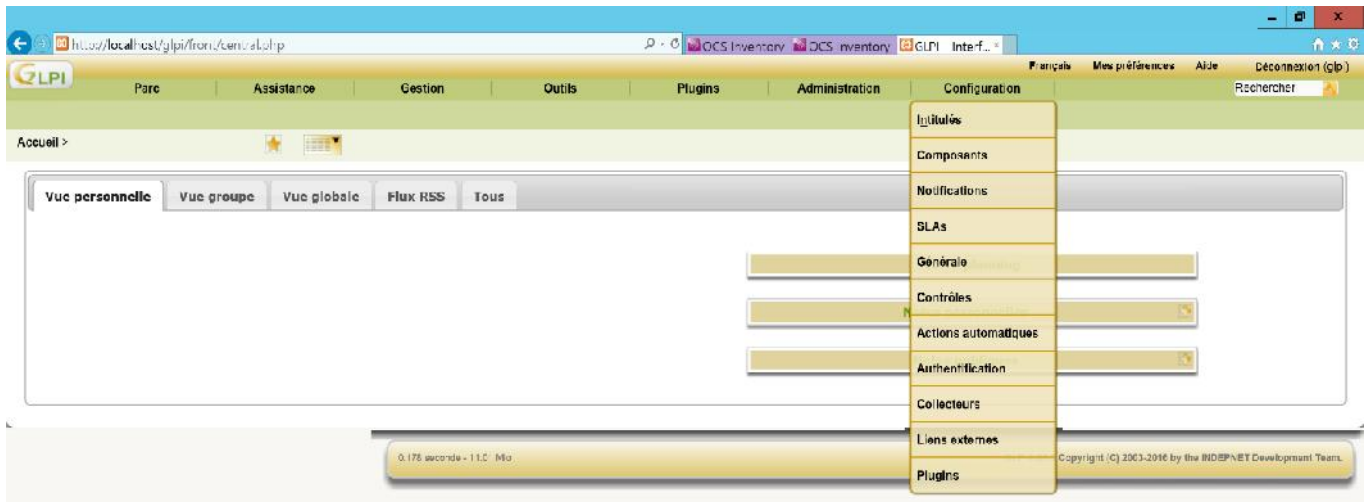 http://localhost/glpi/front/central.php
OCS Inventory
OCS Inventory
GLPI Interf...
GLPI
Français Mes préférences Aide Déconnexion (glpi)
Parc Assistance Gestion Outils Plugins Administration Configuration
Rechercher
Accueil >
Vue personnelle Vue groupe Vue globale Flux RSS Tous
Intitulés
Composants
Notifications
SLAs
Générale
Contrôles
Actions automatiques
Authentification
Collecteurs
Liens externes
Plugins
0.178 seconde -
Copyright (C) 2003-2016 by the INDEPNET Development Team.